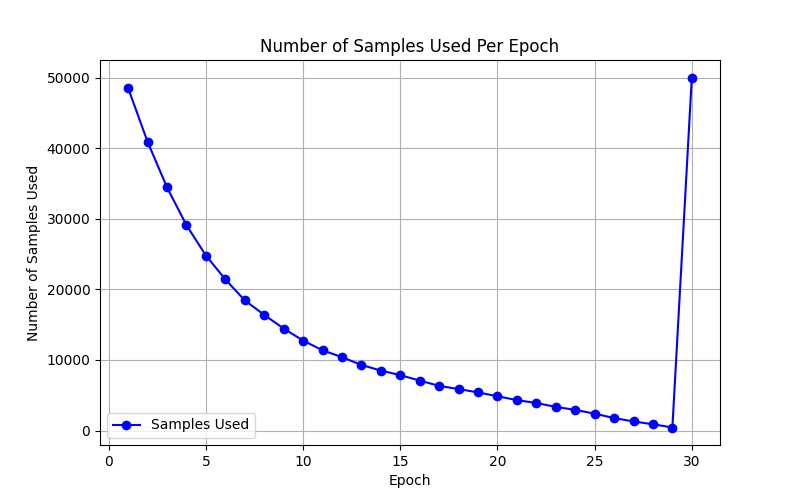 Number of Samples Used Per Epoch
Number of Samples Used
50000
40000
30000
20000
10000
0
Samples Used
0 5 10 15 20 25 30
Epoch